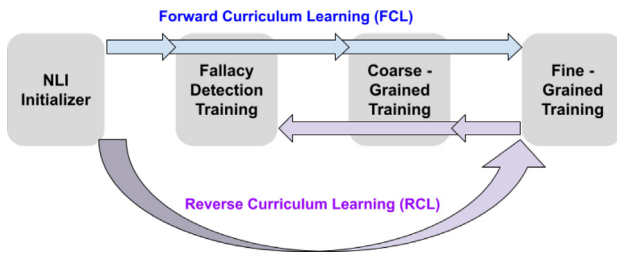 Forward Curriculum Learning (FCL)
NLI
Initializer
Fallacy
Detection
Training
Coarse -
Grained
Training
Fine -
Grained
Training
Reverse Curriculum Learning (RCL)